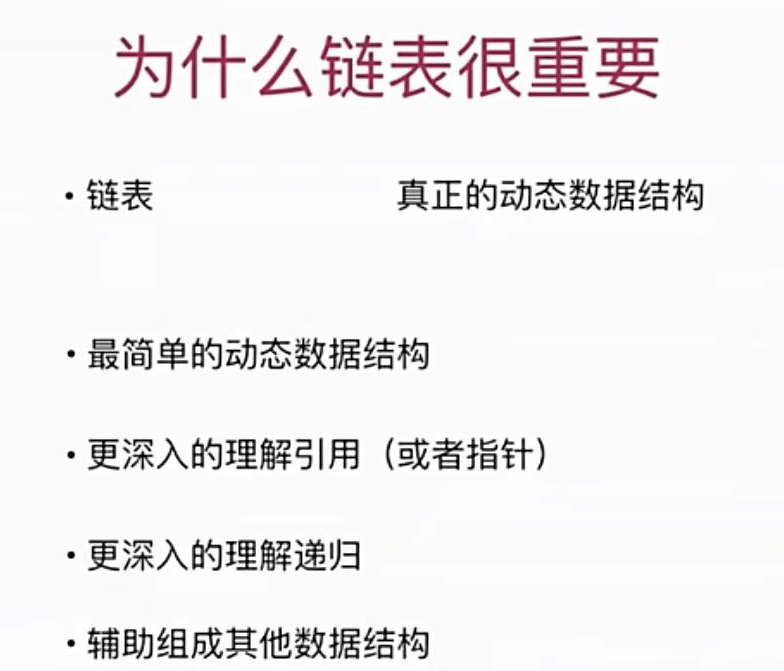 为什么链表很重要
• 链表 真正的动态数据结构
• 最简单的动态数据结构
• 更深入的理解引用（或者指针）
• 更深入的理解递归
• 辅助组成其他数据结构